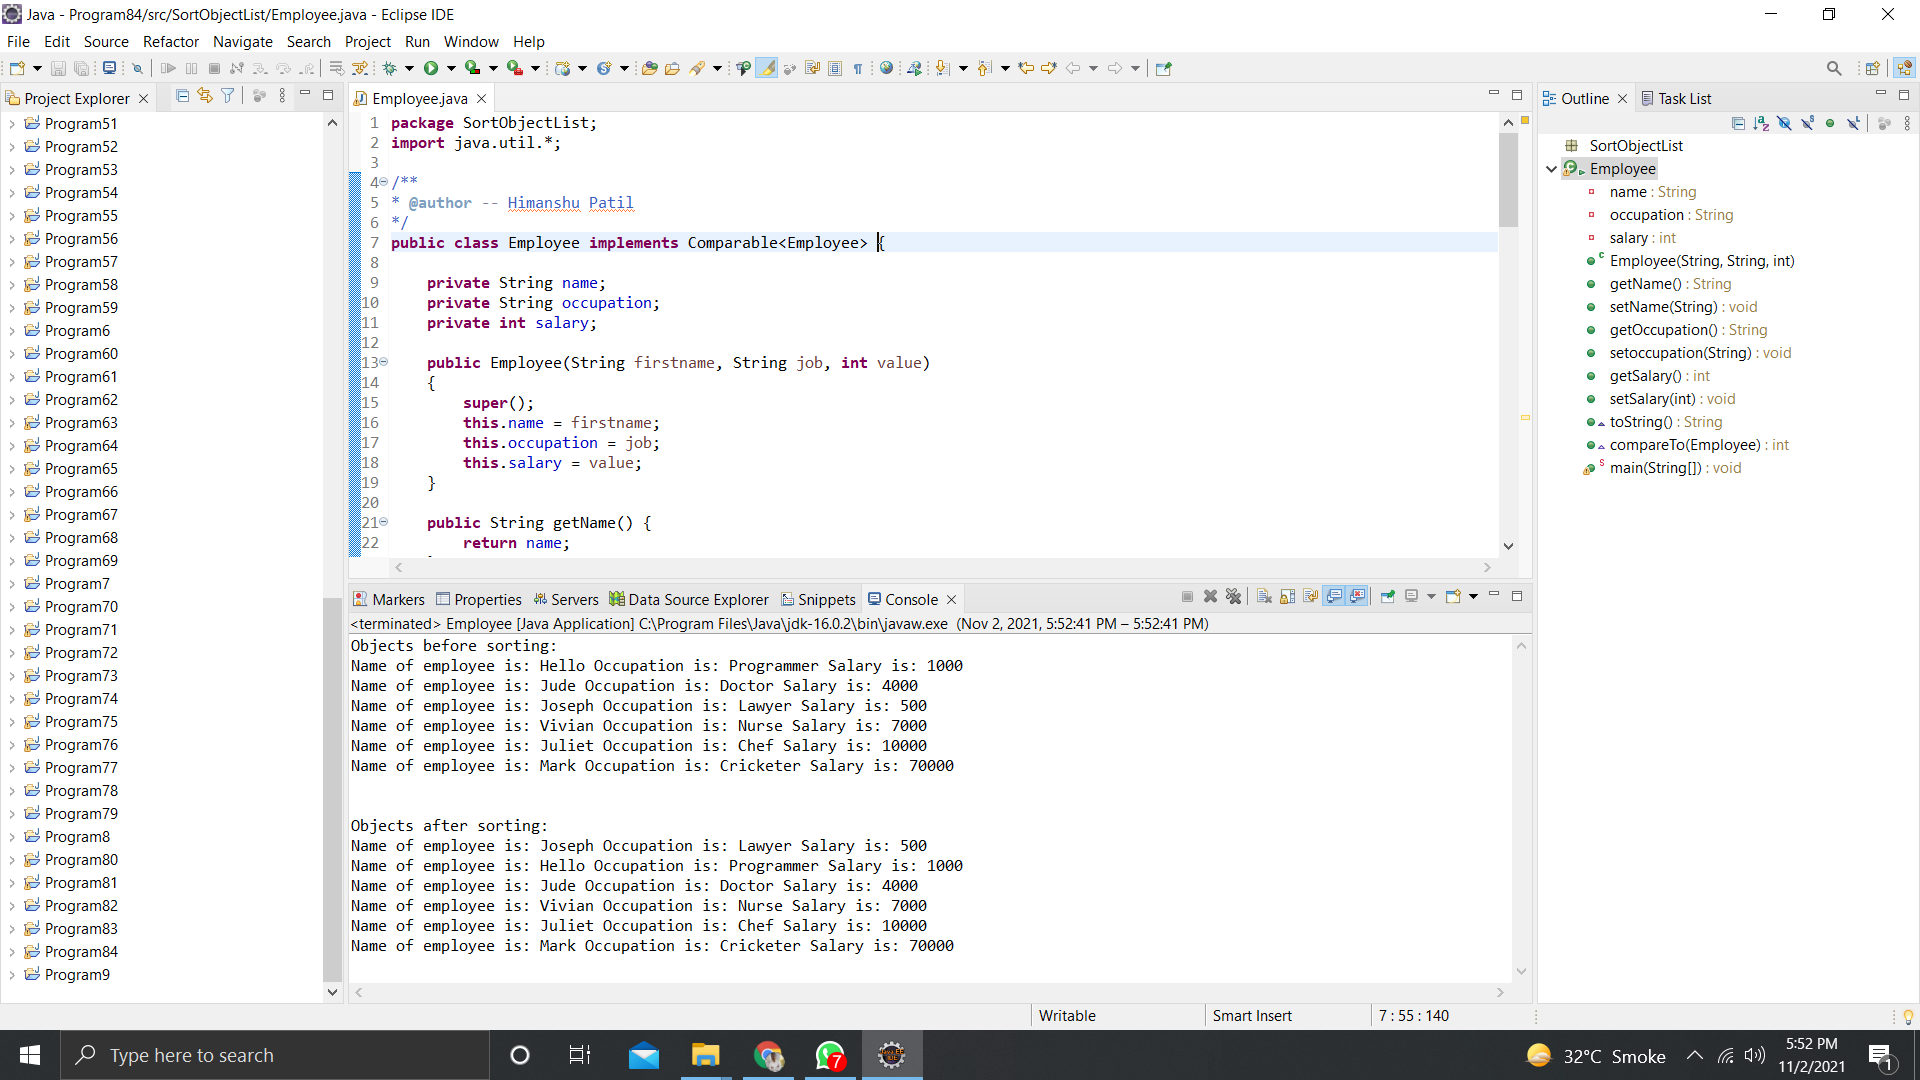 Java - Program84/src/SortObjectList/Employee.java - Eclipse IDE
File Edit Source Refactor Navigate Search Project Run Window Help
Project Explorer
Program51
Program52
Program53
Program54
Program55
Program56
Program57
Program58
Program59
Program6
Program60
Program61
Program62
Program63
Program64
Program65
Program66
Program67
Program68
Program69
Program7
Program70
Program71
Program72
Program73
Program74
Program75
Program76
Program77
Program78
Program79
Program8
Program80
Program81
Program82
Program83
Program84
Program9
Employee.java
1 package SortObjectList;
2 import java.util.*;
3
4 /**
5 * @author -- Himanshu Patil
6 */
7 public class Employee implements Comparable<Employee> {
8
9 private String name;
10 private String occupation;
11 private int salary;
12
13 public Employee(String firstname, String job, int value)
14 {
15 super();
16 this.name = firstname;
17 this.occupation = job;
18 this.salary = value;
19 }
20
21 public String getName() {
22 return name;
Markers Properties Servers Data Source Explorer Snippets Console
<terminated> Employee [Java Application] C:\Program Files\Java\jdk-16.0.2\bin\javaw.exe (Nov 2, 2021, 5:52:41 PM – 5:52:41 PM)
Objects before sorting:
Name of employee is: Hello Occupation is: Programmer Salary is: 1000
Name of employee is: Jude Occupation is: Doctor Salary is: 4000
Name of employee is: Joseph Occupation is: Lawyer Salary is: 500
Name of employee is: Vivian Occupation is: Nurse Salary is: 7000
Name of employee is: Juliet Occupation is: Chef Salary is: 10000
Name of employee is: Mark Occupation is: Cricketer Salary is: 70000
Objects after sorting:
Name of employee is: Joseph Occupation is: Lawyer Salary is: 500
Name of employee is: Hello Occupation is: Programmer Salary is: 1000
Name of employee is: Jude Occupation is: Doctor Salary is: 4000
Name of employee is: Vivian Occupation is: Nurse Salary is: 7000
Name of employee is: Juliet Occupation is: Chef Salary is: 10000
Name of employee is: Mark Occupation is: Cricketer Salary is: 70000
Outline Task List
SortObjectList
Employee
name : String
occupation : String
salary : int
Employee(String, String, int)
getName() : String
setName(String) : void
getOccupation() : String
setoccupation(String) : void
getSalary() : int
setSalary(int) : void
toString() : String
compareTo(Employee) : int
main(String[]) : void
Writable Smart Insert 7 : 55 : 140
Type here to search
7
32°C Smoke
5:52 PM
11/2/2021
1